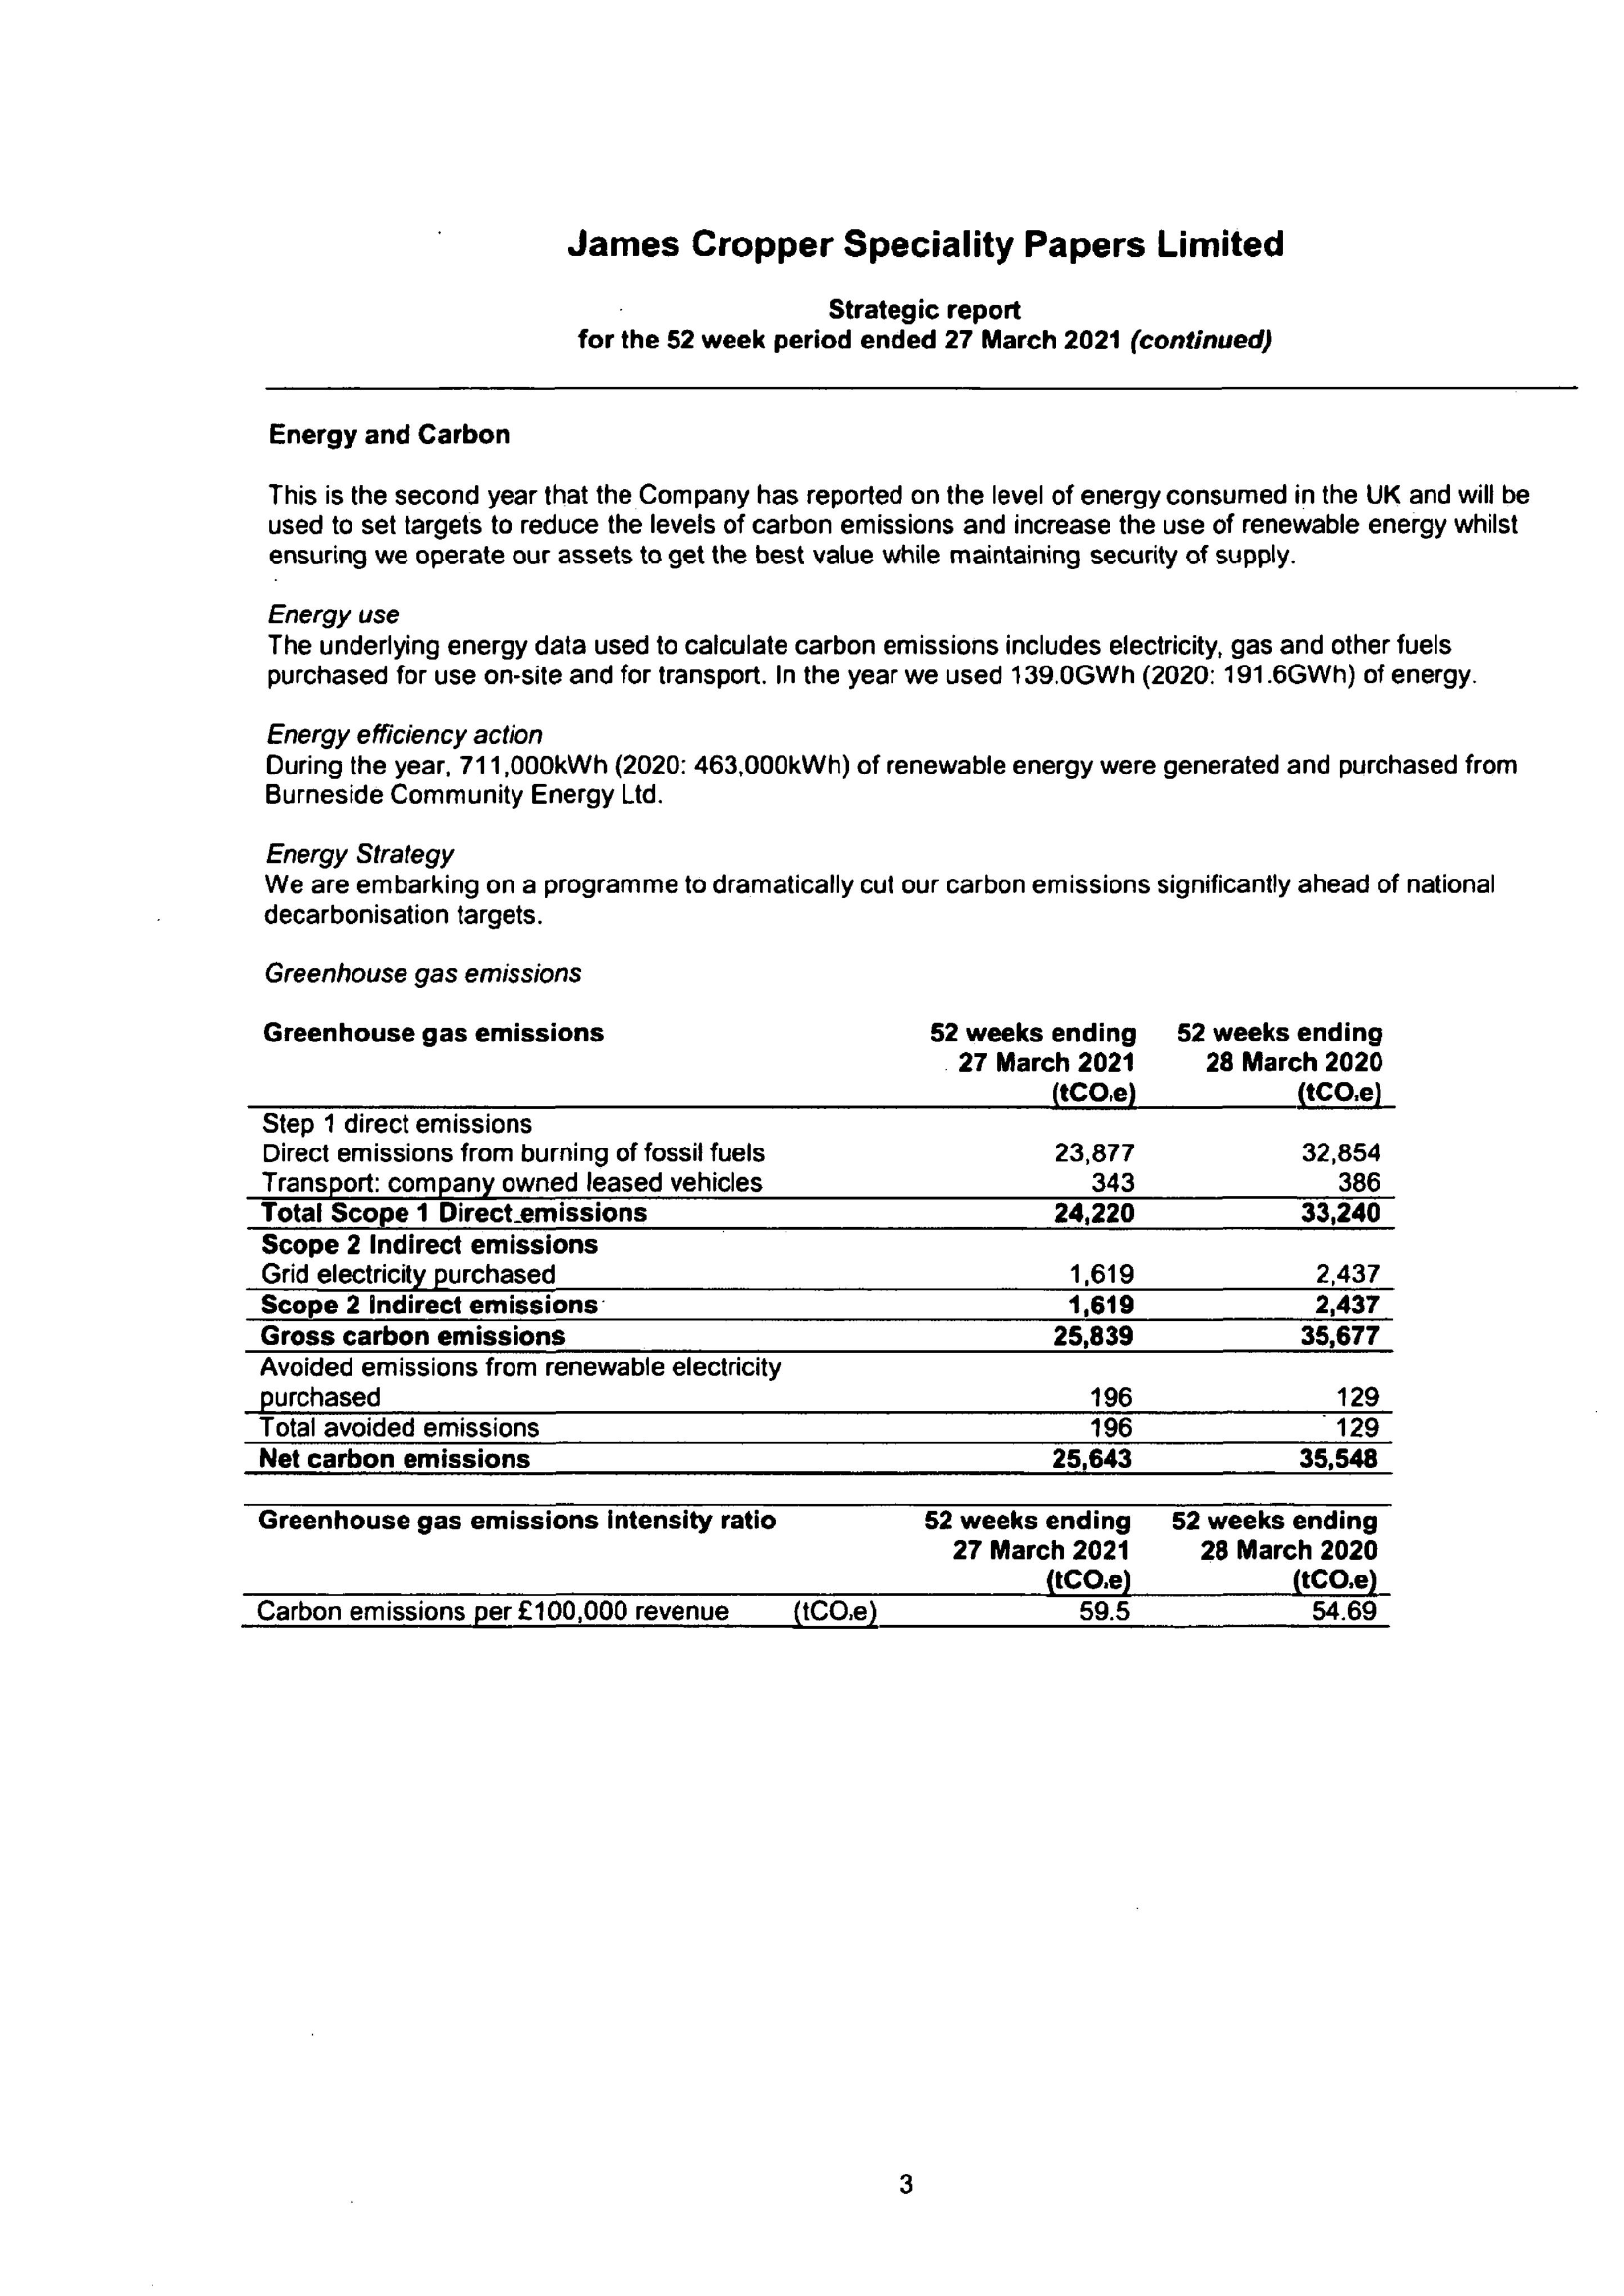 James Cropper Speciality Papers Limited
Strategic report
for the 52 week period ended 27 March 2021 (continued)
Energy and Carbon
This is the second year that the Company has reported on the level of energy consumed in the UK and will be
used to set targets to reduce the levels of carbon emissions and increase the use of renewable energy whilst
ensuring we operate our assets to get the best value while maintaining security of supply.
Energy use
The underlying energy data used to calculate carbon emissions includes electricity, gas and other fuels
purchased for use on-site and for transport. In the year we used 139.0GWh (2020: 191.6GWh) of energy.
Energy efficiency action
During the year, 711,000kWh (2020: 463,000kWh) of renewable energy were generated and purchased from
Burneside Community Energy Ltd.
Energy Strategy
We are embarking on a programme to dramatically cut our carbon emissions significantly ahead of national
decarbonisation targets.
Greenhouse gas emissions
Greenhouse gas emissions 52 weeks ending 52 weeks ending
27 March 2021 28 March 2020
(tCO₂e) (tCO₂e)
Step 1 direct emissions
Direct emissions from burning of fossil fuels 23,877 32,854
Transport: company owned leased vehicles 343 386
Total Scope 1 Direct emissions 24,220 33,240
Scope 2 Indirect emissions
Grid electricity purchased 1,619 2,437
Scope 2 Indirect emissions 1,619 2,437
Gross carbon emissions 25,839 35,677
Avoided emissions from renewable electricity
purchased 196 129
Total avoided emissions 196 129
Net carbon emissions 25,643 35,548
Greenhouse gas emissions intensity ratio 52 weeks ending 52 weeks ending
27 March 2021 28 March 2020
(tCO₂e) (tCO₂e)
Carbon emissions per £100,000 revenue (tCO₂e) 59.5 54.69
3